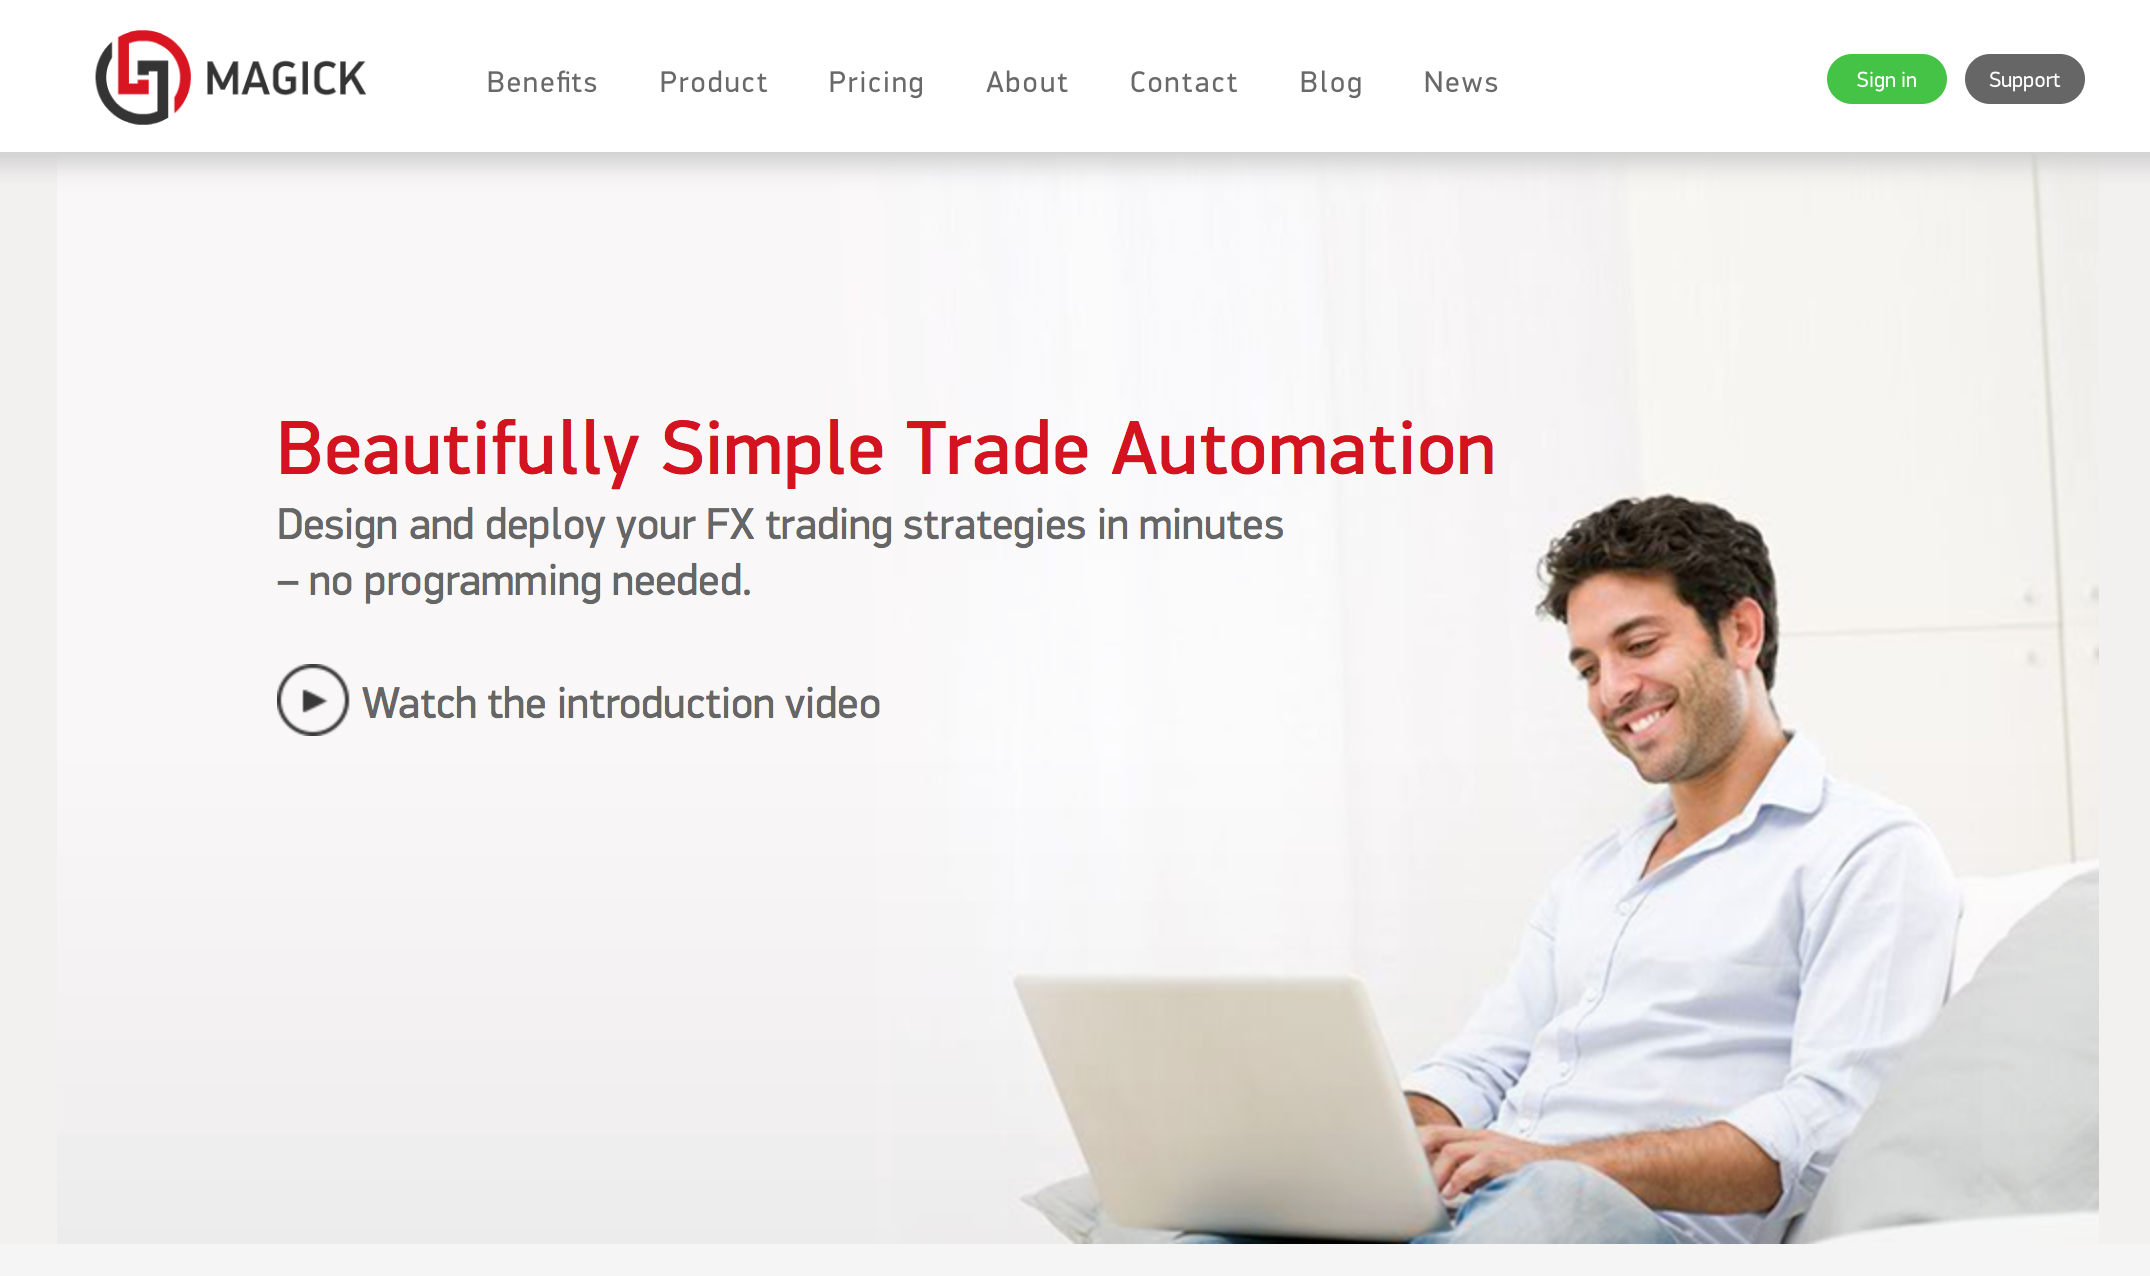 MAGICK
Benefits
Product
Pricing
About
Contact
Blog
News
Sign in
Support
Beautifully Simple Trade Automation
Design and deploy your FX trading strategies in minutes
– no programming needed.
Watch the introduction video